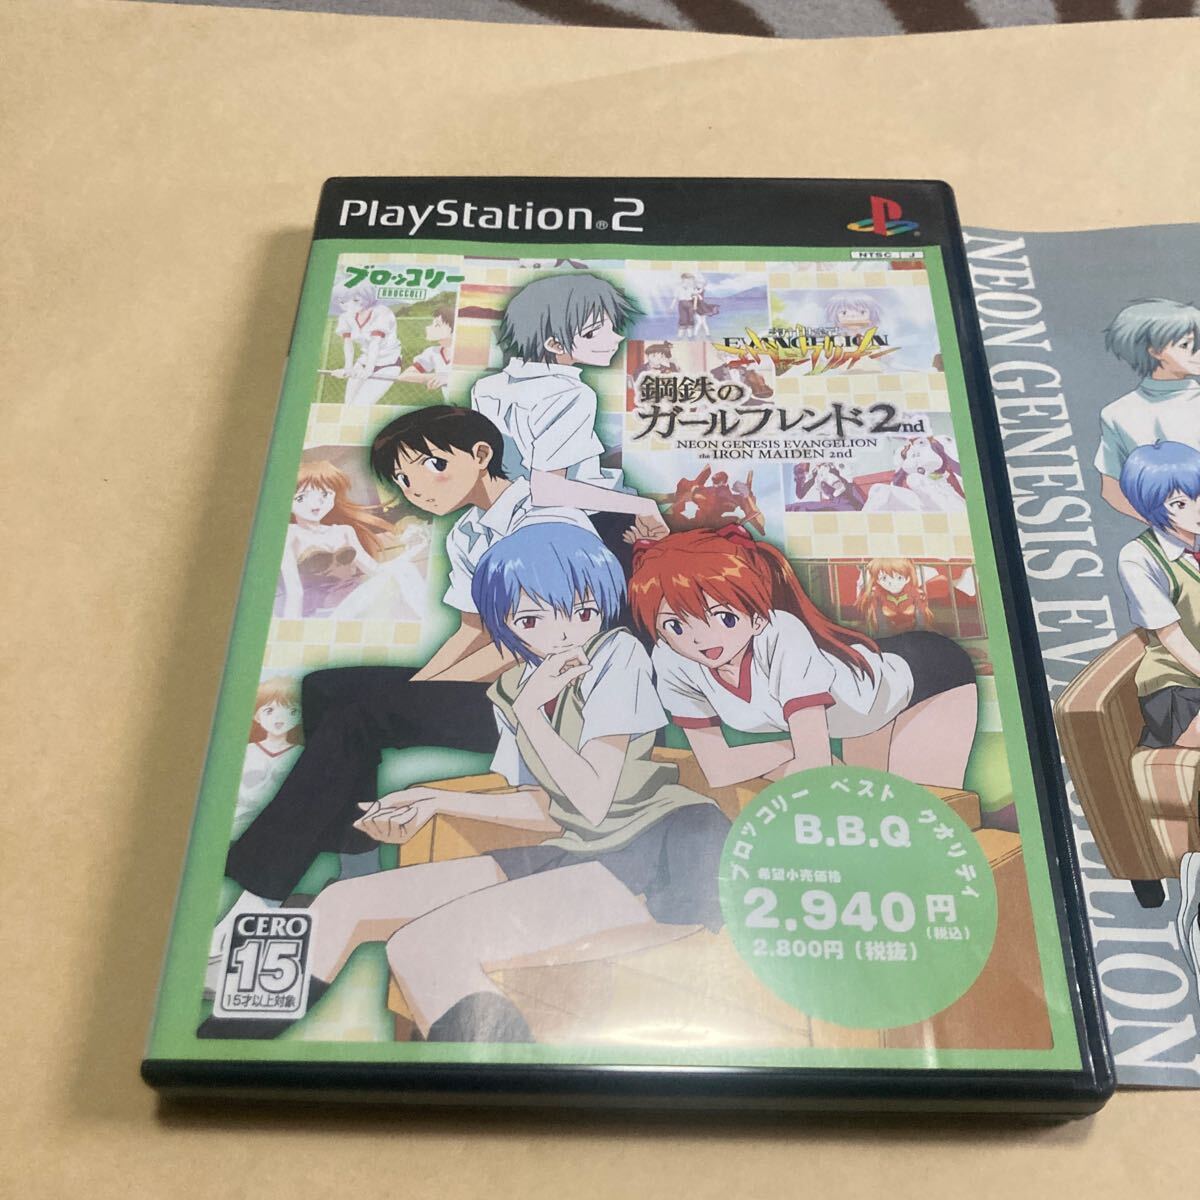 PlayStation®2
NTSC J
ブロッコリー
BROCCOLI
EVANGELION
鋼鉄の
ガールフレンド2nd
NEON GENESIS EVANGELION
the IRON MAIDEN 2nd
ブロッコリー ベスト クオリティ
B.B.Q
希望小売価格
2,940円
(税込)
2.800円(税抜)
CERO
15
15才以上対象
NEON GENESIS EV
ELION